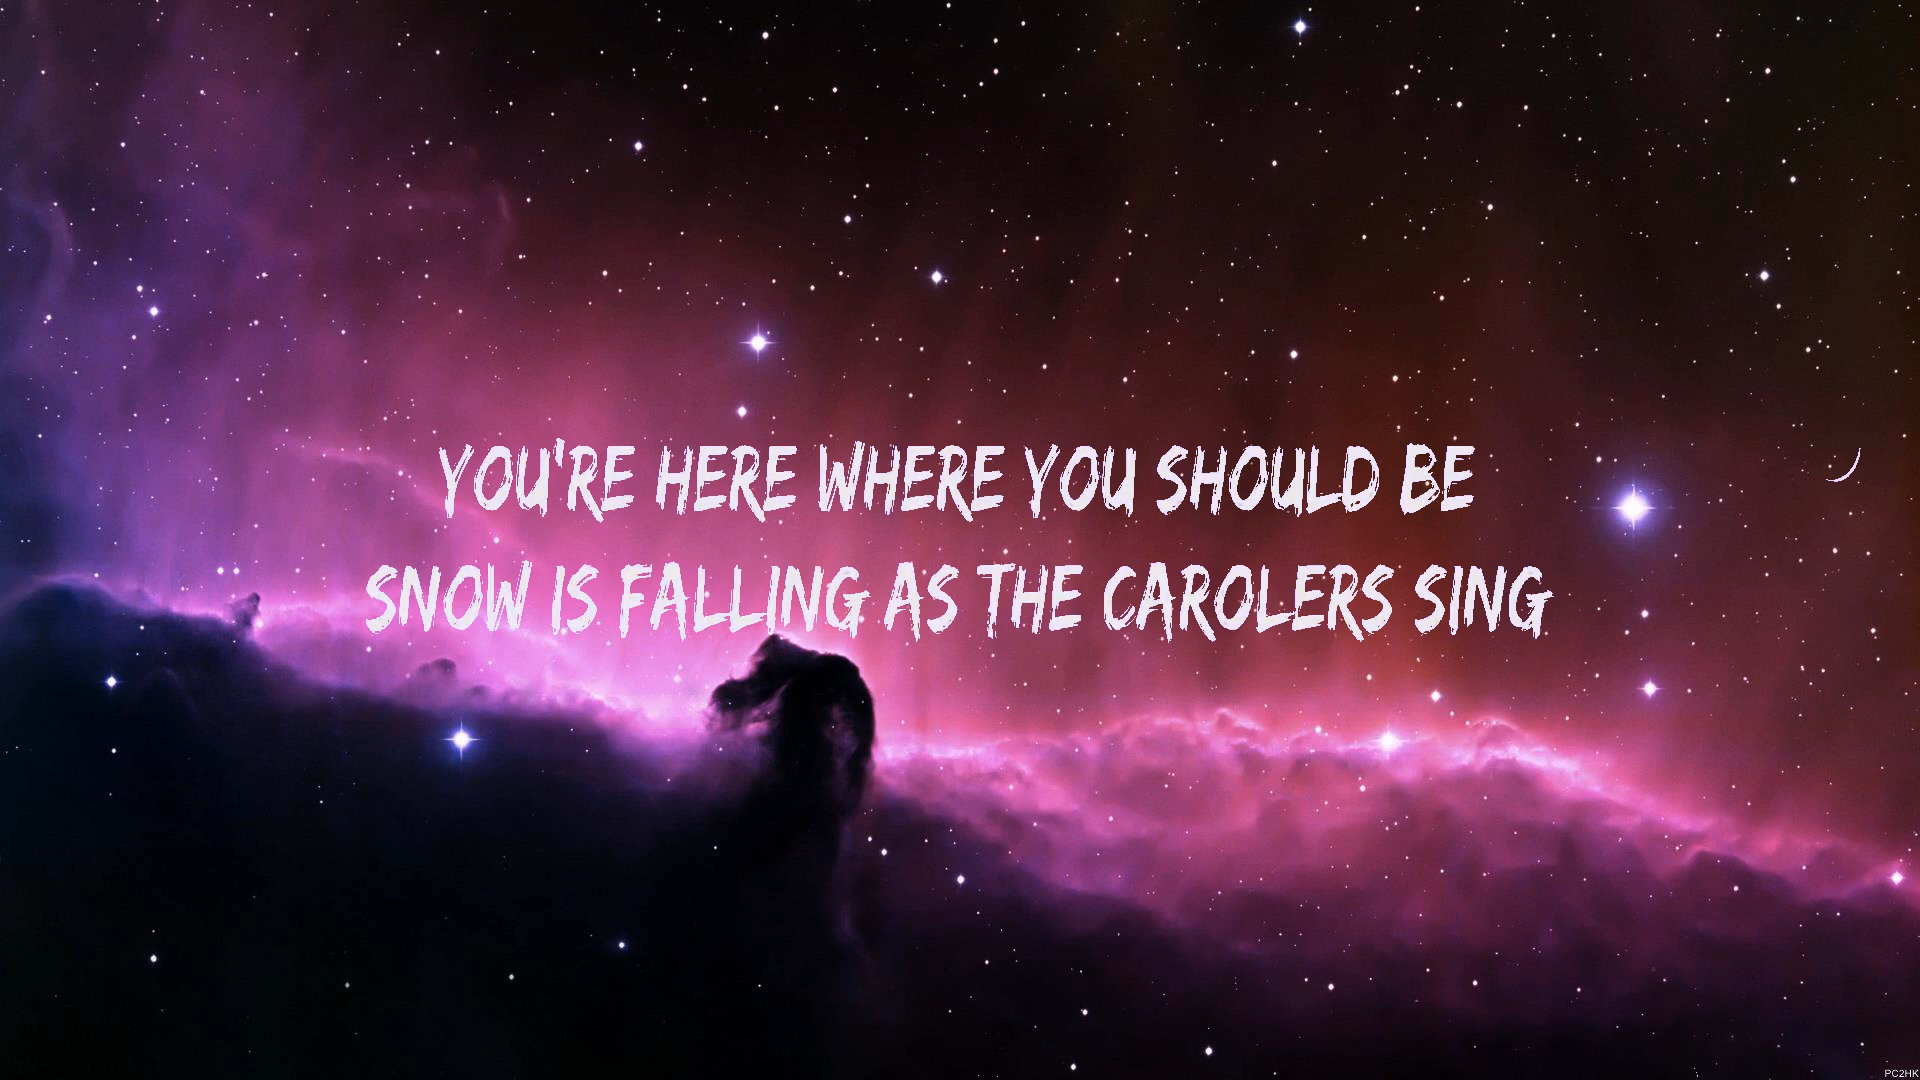 YOU'RE HERE WHERE YOU SHOULD BE
SNOW IS FALLING AS THE CAROLERS SING
PC2HK